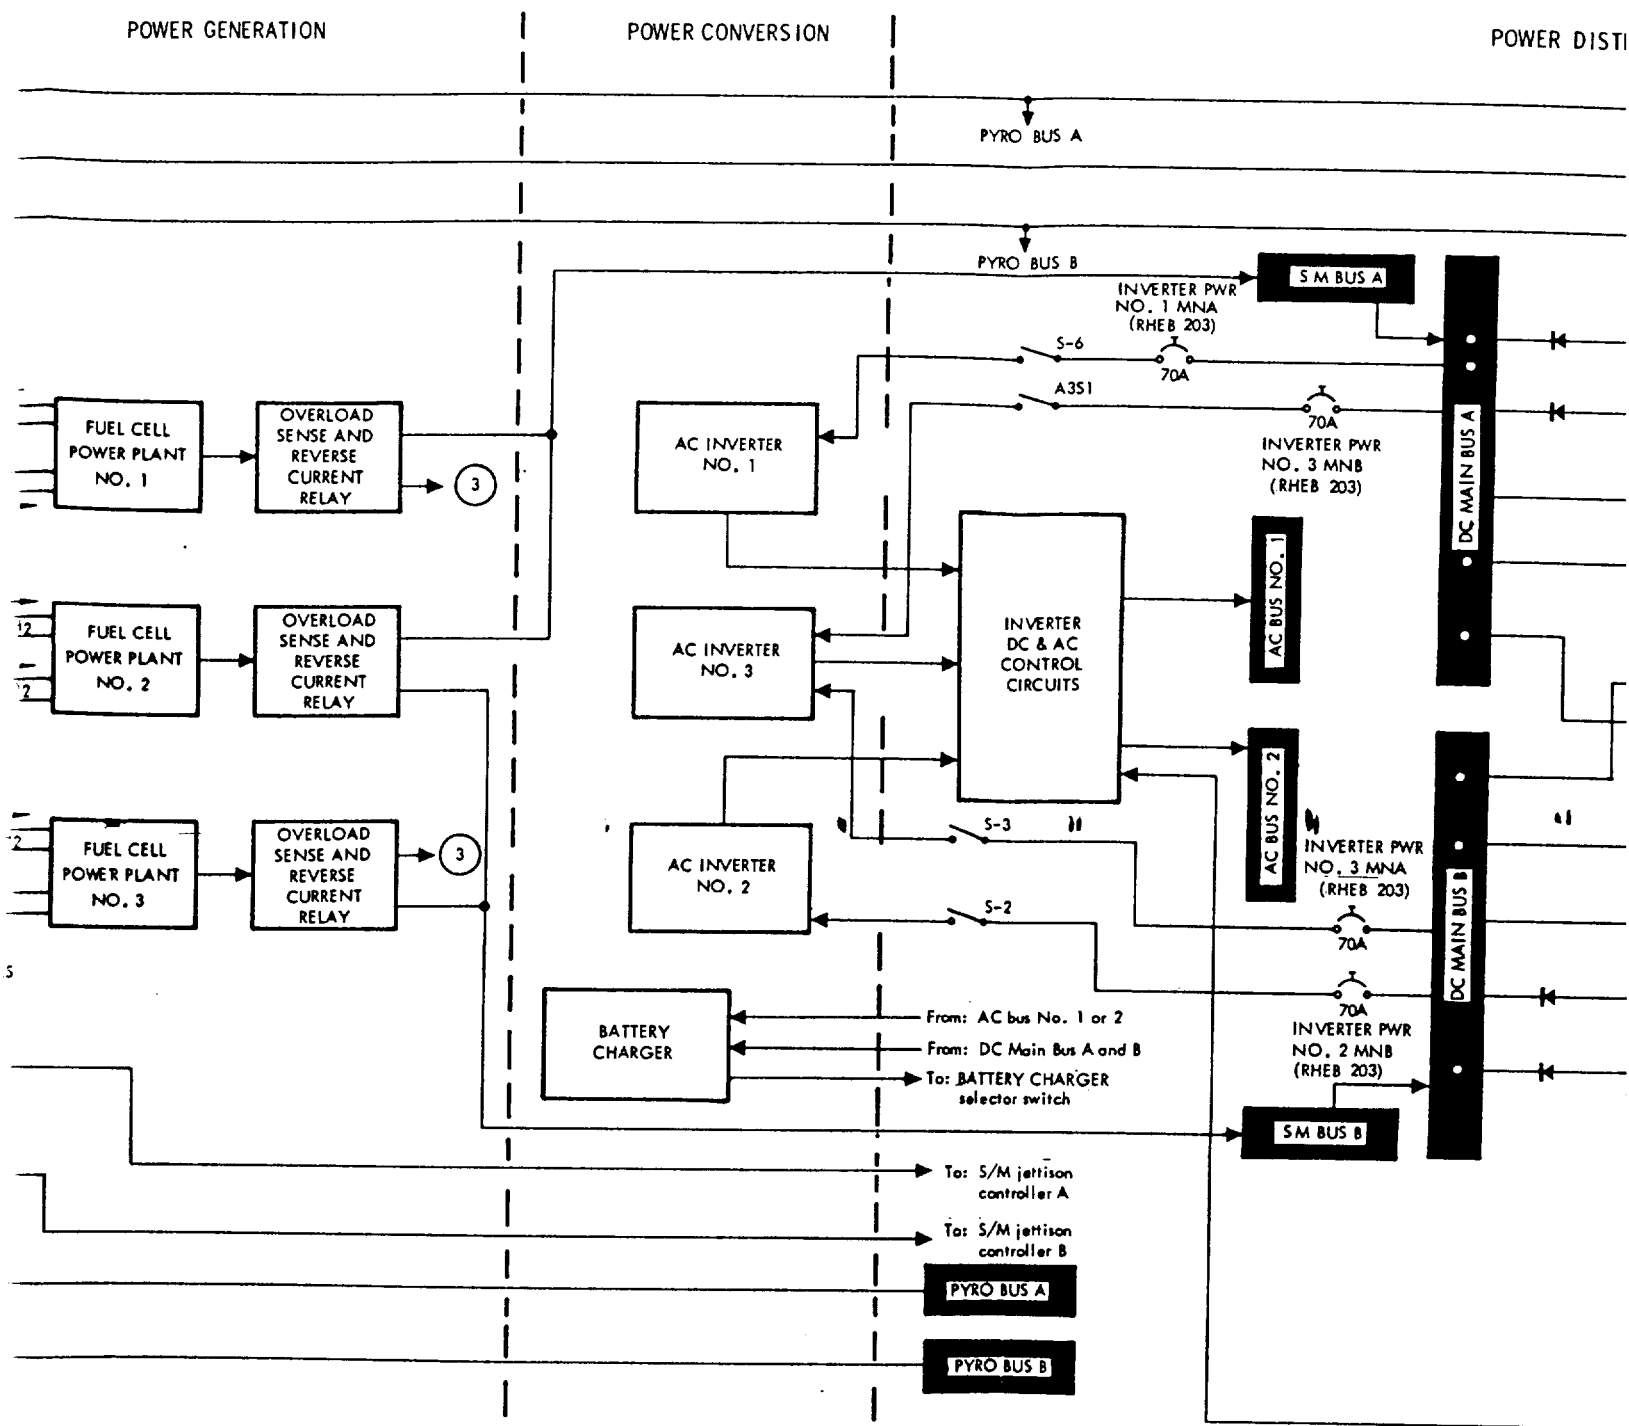 POWER GENERATION
POWER CONVERSION
POWER DISTI
PYRO BUS A
PYRO BUS B
S M BUS A
INVERTER PWR
NO. 1 MNA
(RHEB 203)
S-6
70A
A3S1
70A
INVERTER PWR
NO. 3 MNB
(RHEB 203)
DC MAIN BUS A
FUEL CELL
POWER PLANT
NO. 1
OVERLOAD
SENSE AND
REVERSE
CURRENT
RELAY
3
AC INVERTER
NO. 1
AC BUS NO. 1
12
2
FUEL CELL
POWER PLANT
NO. 2
OVERLOAD
SENSE AND
REVERSE
CURRENT
RELAY
AC INVERTER
NO. 3
INVERTER
DC & AC
CONTROL
CIRCUITS
AC BUS NO. 2
2
FUEL CELL
POWER PLANT
NO. 3
OVERLOAD
SENSE AND
REVERSE
CURRENT
RELAY
3
AC INVERTER
NO. 2
S-3
S-2
INVERTER PWR
NO. 3 MNA
(RHEB 203)
70A
70A
INVERTER PWR
NO. 2 MNB
(RHEB 203)
DC MAIN BUS B
S
BATTERY
CHARGER
From: AC bus No. 1 or 2
From: DC Main Bus A and B
To: BATTERY CHARGER
selector switch
SM BUS B
To: S/M jettison
controller A
To: S/M jettison
controller B
PYRO BUS A
PYRO BUS B